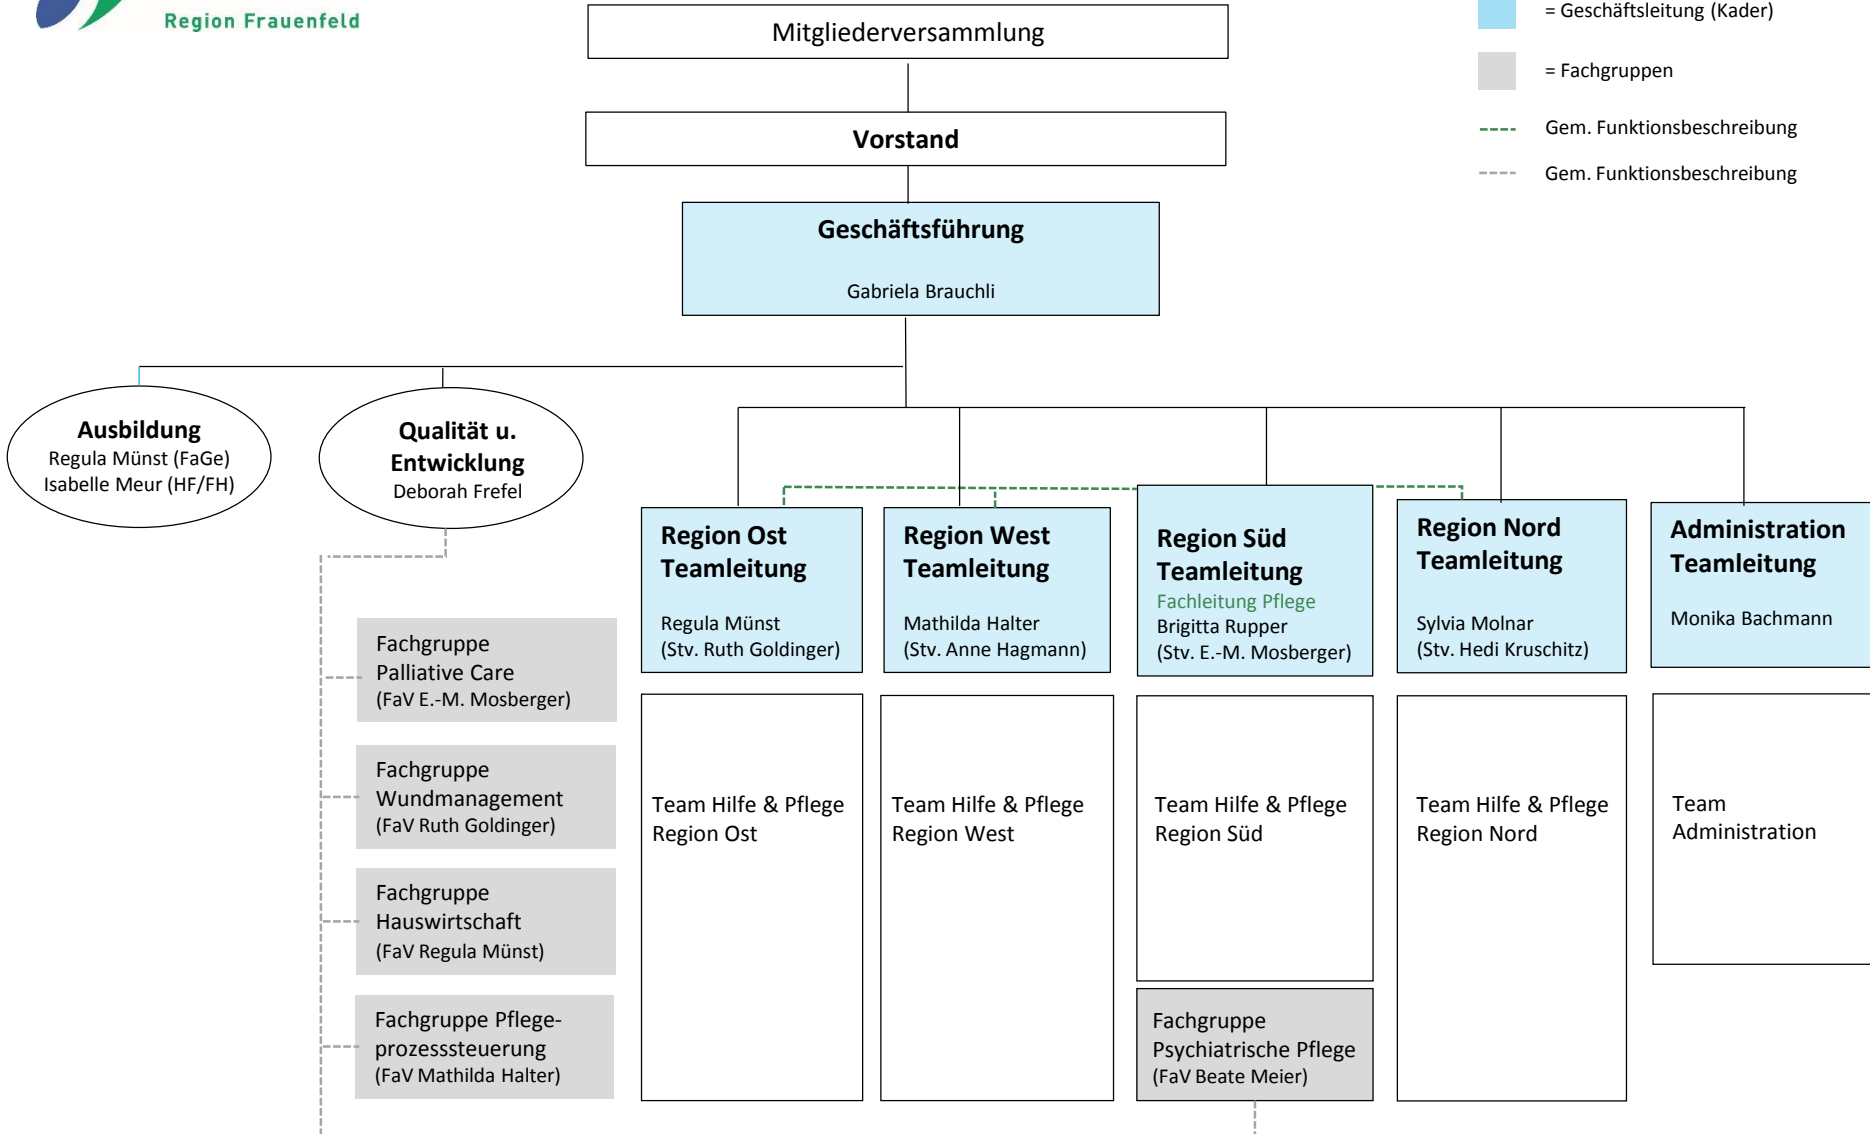 Region Frauenfeld
Mitgliederversammlung
= Geschäftsleitung (Kader)
= Fachgruppen
Gem. Funktionsbeschreibung
Gem. Funktionsbeschreibung
Vorstand
Geschäftsführung
Gabriela Brauchli
Ausbildung
Regula Münst (FaGe)
Isabelle Meur (HF/FH)
Qualität u.
Entwicklung
Deborah Frefel
Region Ost
Teamleitung
Regula Münst
(Stv. Ruth Goldinger)
Region West
Teamleitung
Mathilda Halter
(Stv. Anne Hagmann)
Region Süd
Teamleitung
Fachleitung Pflege
Brigitta Rupper
(Stv. E.-M. Mosberger)
Region Nord
Teamleitung
Sylvia Molnar
(Stv. Hedi Kruschitz)
Administration
Teamleitung
Monika Bachmann
Fachgruppe
Palliative Care
(FaV E.-M. Mosberger)
Fachgruppe
Wundmanagement
(FaV Ruth Goldinger)
Fachgruppe
Hauswirtschaft
(FaV Regula Münst)
Fachgruppe Pflege-
prozesssteuerung
(FaV Mathilda Halter)
Team Hilfe & Pflege
Region Ost
Team Hilfe & Pflege
Region West
Team Hilfe & Pflege
Region Süd
Team Hilfe & Pflege
Region Nord
Team
Administration
Fachgruppe
Psychiatrische Pflege
(FaV Beate Meier)